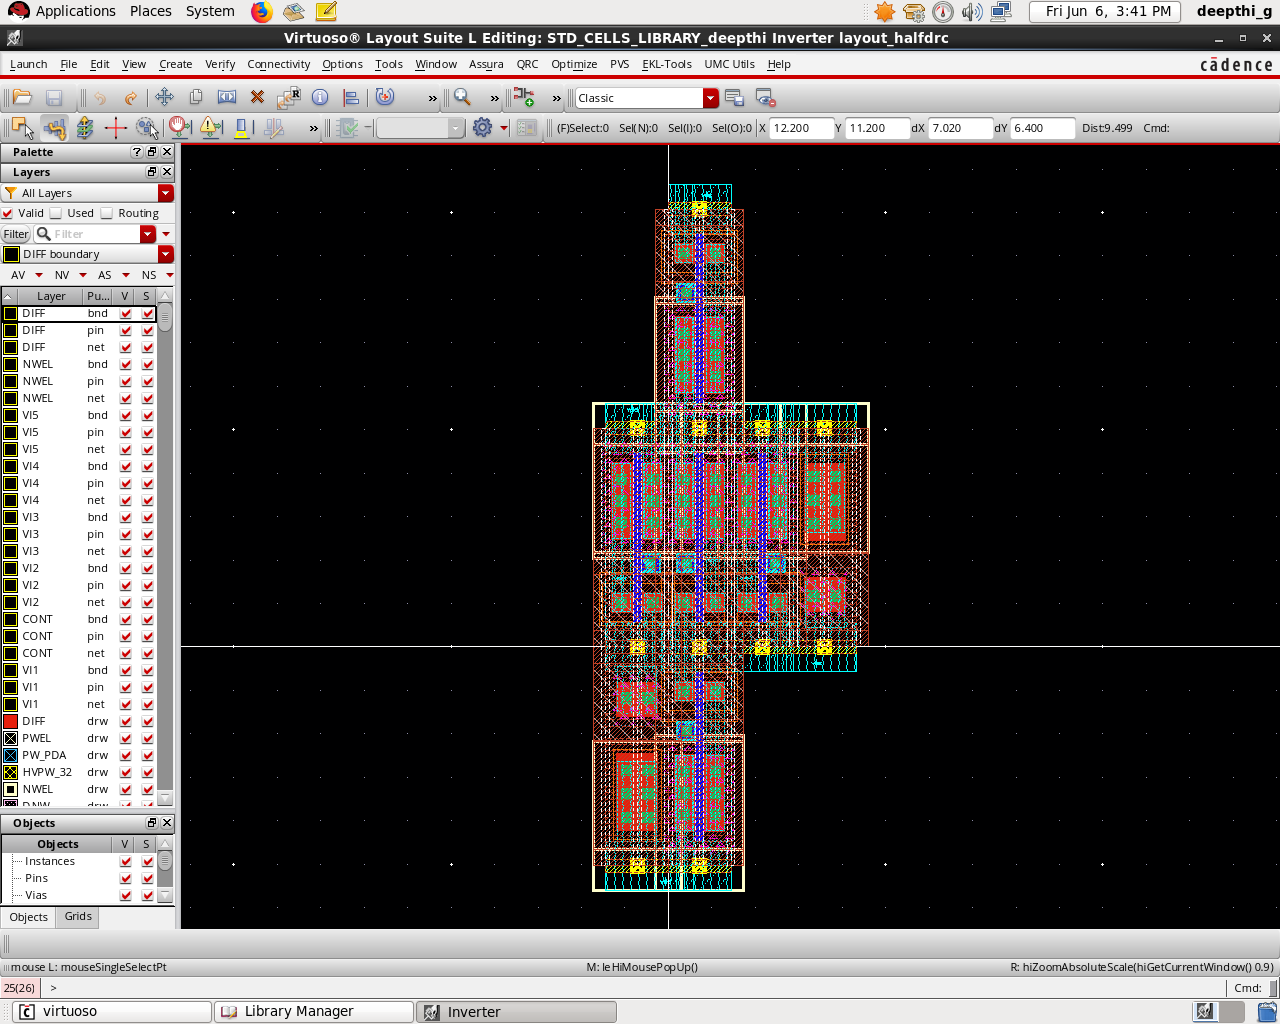 Applications Places System Fri Jun 6, 3:41 PM deepthi_g
Virtuoso® Layout Suite L Editing: STD_CELLS_LIBRARY_deepthi Inverter layout_halfdrc
Launch File Edit View Create Verify Connectivity Options Tools Window Assura QRC Optimize PVS EKL-Tools UMC Utils Help cādence
» » » Classic
» (F)Select:0 Sel(N):0 Sel(I):0 Sel(O):0 X 12.200 Y 11.200 dX 7.020 dY 6.400 Dist:9.499 Cmd:
Palette
Layers
All Layers
Valid Used Routing
Filter Filter
DIFF boundary
AV NV AS NS
Layer Pu... V S
DIFF bnd
DIFF pin
DIFF net
NWEL bnd
NWEL pin
NWEL net
VI5 bnd
VI5 pin
VI5 net
VI4 bnd
VI4 pin
VI4 net
VI3 bnd
VI3 pin
VI3 net
VI2 bnd
VI2 pin
VI2 net
CONT bnd
CONT pin
CONT net
VI1 bnd
VI1 pin
VI1 net
DIFF drw
PWEL drw
PW_PDA drw
HVPW_32 drw
NWEL drw
DNW drw
Objects
Objects V S
Instances
Pins
Vias
Objects Grids
mouse L: mouseSingleSelectPt M: leHiMousePopUp() R: hiZoomAbsoluteScale(hiGetCurrentWindow() 0.9)
25(26) > Cmd:
virtuoso Library Manager Inverter